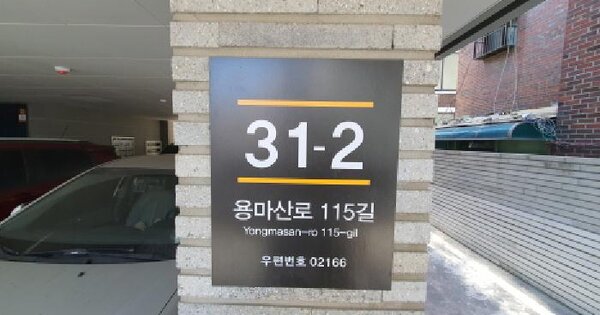 31-2
용마산로 115길
Yongmasan-ro 115-gil
우편번호 02166